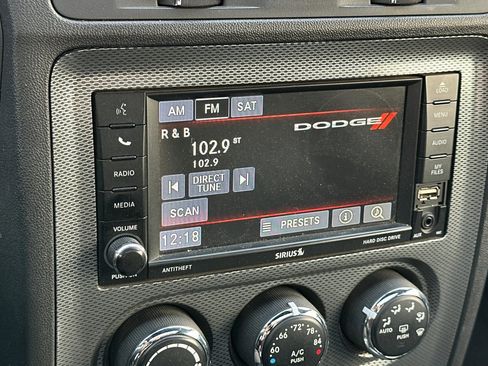 AM FM SAT
LOAD
MENU
R & B
DODGE
102.9 ST
102.9
AUDIO
RADIO
DIRECT
TUNE
MY
FILES
MEDIA
SCAN
PRESETS
VOLUME
12:18
AUX
PUSH
SIRIUS
HARD DISC DRIVE
ANTITHEFT
66 72° 78
60 84
A/C
PUSH
AUTO
PUSH